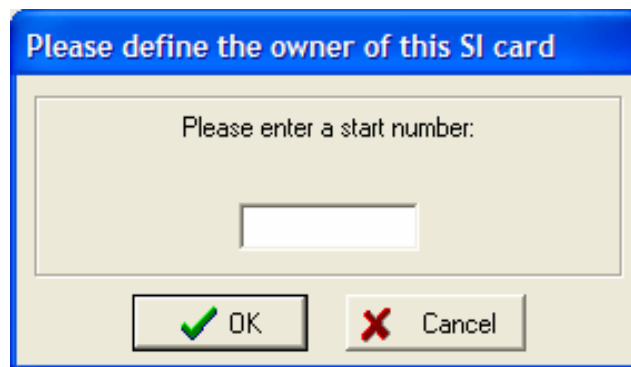 Please define the owner of this SI card
Please enter a start number:
OK
Cancel